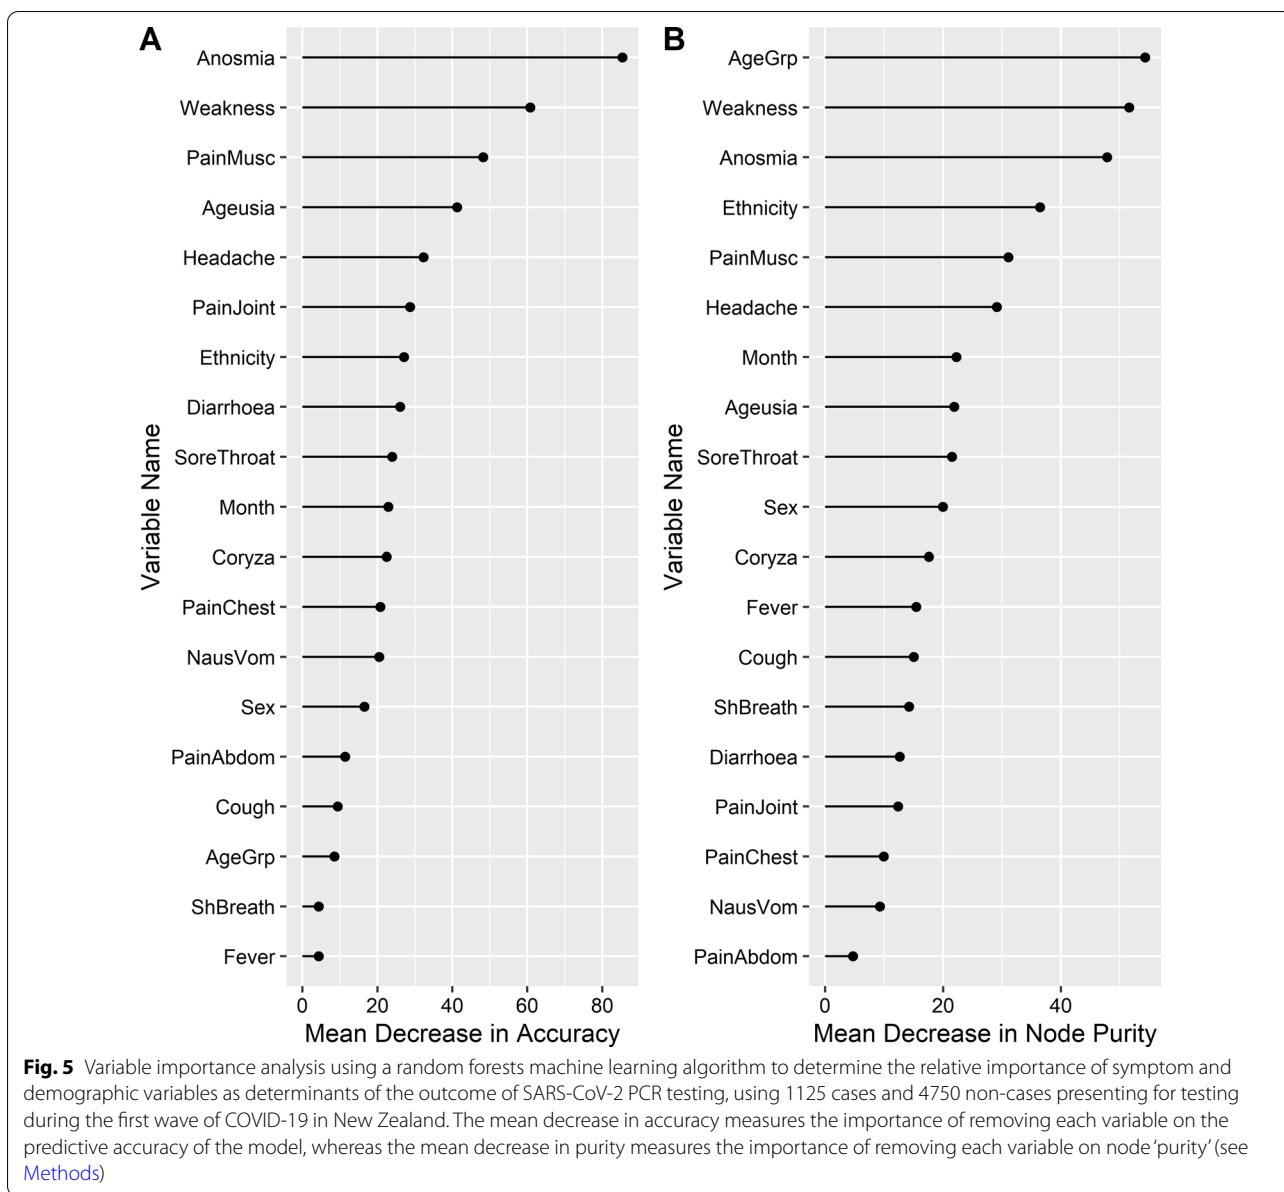 A
Anosmia
Weakness
PainMusc
Ageusia
Headache
PainJoint
Ethnicity
Diarrhoea
SoreThroat
Month
Coryza
PainChest
NausVom
Sex
PainAbdom
Cough
AgeGrp
ShBreath
Fever
Variable Name
0 20 40 60 80
Mean Decrease in Accuracy
B
AgeGrp
Weakness
Anosmia
Ethnicity
PainMusc
Headache
Month
Ageusia
SoreThroat
Sex
Coryza
Fever
Cough
ShBreath
Diarrhoea
PainJoint
PainChest
NausVom
PainAbdom
Variable Name
0 20 40
Mean Decrease in Node Purity
Fig. 5 Variable importance analysis using a random forests machine learning algorithm to determine the relative importance of symptom and
demographic variables as determinants of the outcome of SARS-CoV-2 PCR testing, using 1125 cases and 4750 non-cases presenting for testing
during the first wave of COVID-19 in New Zealand. The mean decrease in accuracy measures the importance of removing each variable on the
predictive accuracy of the model, whereas the mean decrease in purity measures the importance of removing each variable on node ‘purity’ (see
Methods)